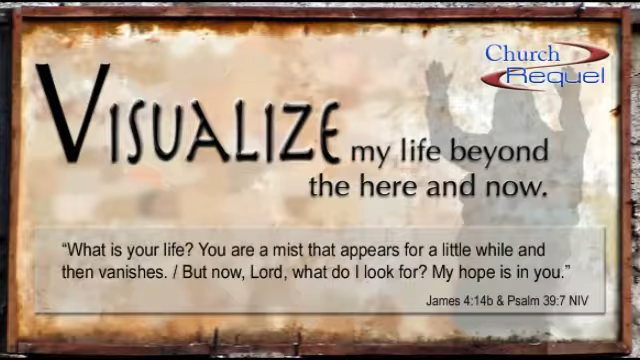 Church
Requel
VISUALIZE my life beyond
the here and now.
“What is your life? You are a mist that appears for a little while and
then vanishes. / But now, Lord, what do I look for? My hope is in you.”
James 4:14b & Psalm 39:7 NIV